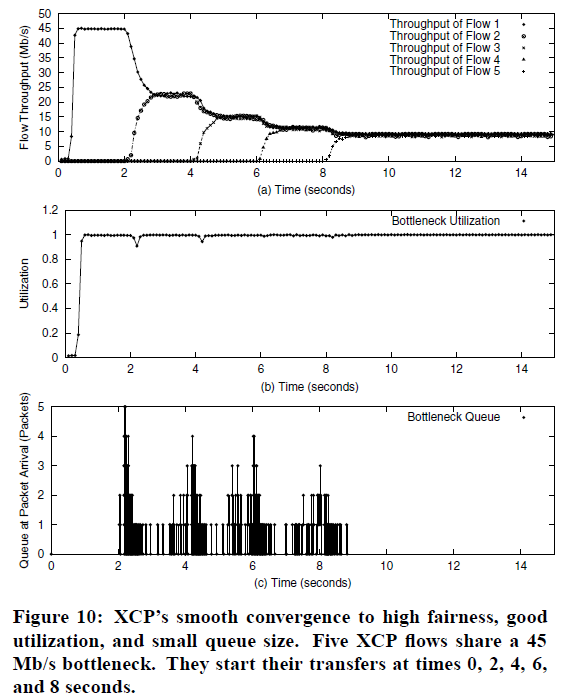 50
45
40
35
30
25
20
15
10
5
0
Flow Throughput (Mb/s)
Throughput of Flow 1
Throughput of Flow 2
Throughput of Flow 3
Throughput of Flow 4
Throughput of Flow 5
0 2 4 6 8 10 12 14
(a) Time (seconds)
1.2
1
0.8
0.6
0.4
0.2
0
Utilization
Bottleneck Utilization
0 2 4 6 8 10 12 14
(b) Time (seconds)
5
4
3
2
1
0
Queue at Packet Arrival (Packets)
Bottleneck Queue
0 2 4 6 8 10 12 14
(c) Time (seconds)
Figure 10: XCP's smooth convergence to high fairness, good
utilization, and small queue size. Five XCP flows share a 45
Mb/s bottleneck. They start their transfers at times 0, 2, 4, 6,
and 8 seconds.